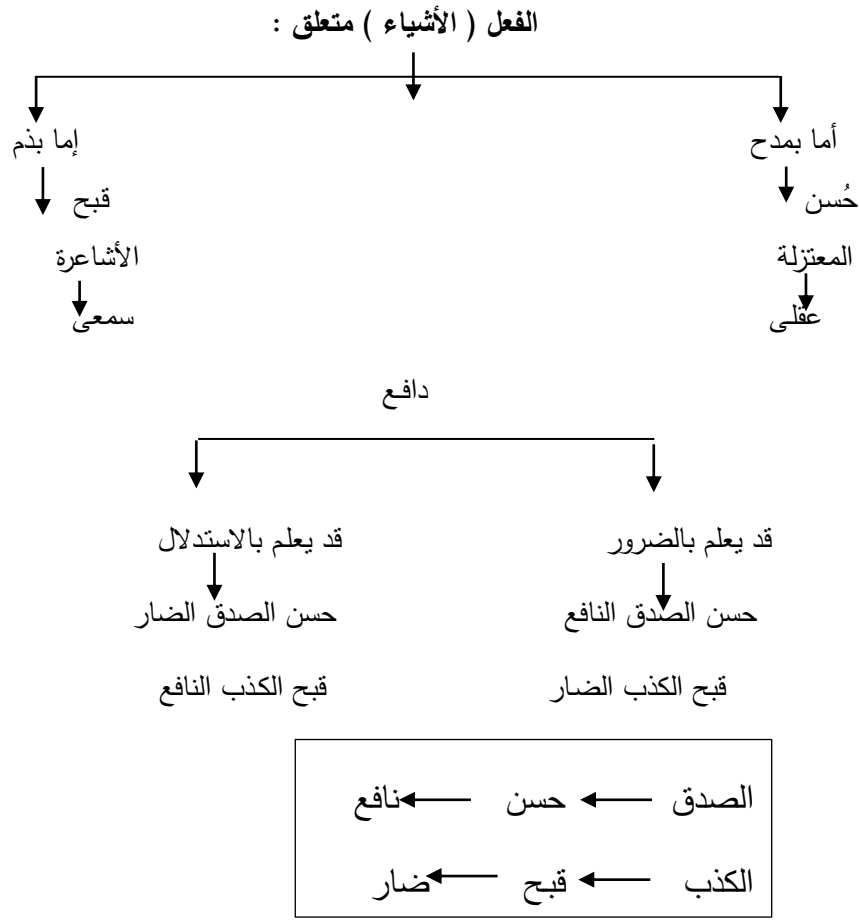 الفعل ( الأشياء ) متعلق :
أما بمدح إما بذم
حُسن قبح
المعتزلة الأشاعرة
عقلى سمعى
دافع
قد يعلم بالضرور قد يعلم بالاستدلال
حسن الصدق النافع حسن الصدق الضار
قبح الكذب الضار قبح الكذب النافع
الصدق حسن نافع
الكذب قبح ضار